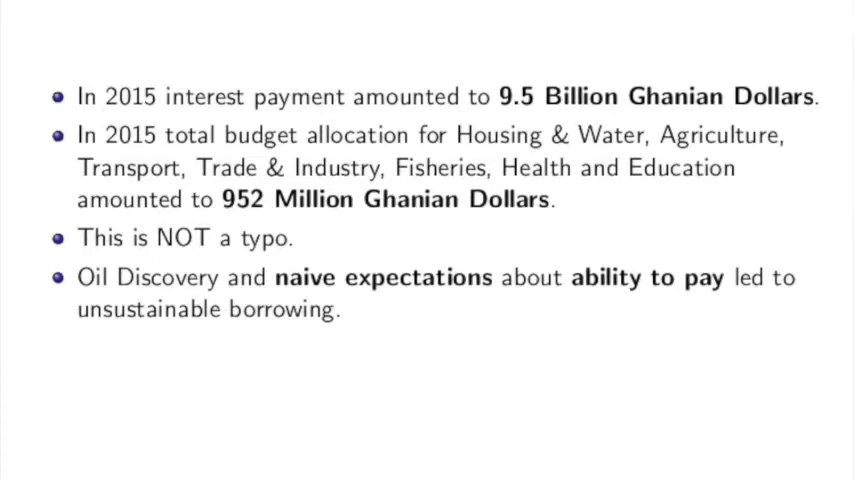 In 2015 interest payment amounted to 9.5 Billion Ghanian Dollars.
In 2015 total budget allocation for Housing & Water, Agriculture,
Transport, Trade & Industry, Fisheries, Health and Education
amounted to 952 Million Ghanian Dollars.
This is NOT a typo.
Oil Discovery and naive expectations about ability to pay led to
unsustainable borrowing.